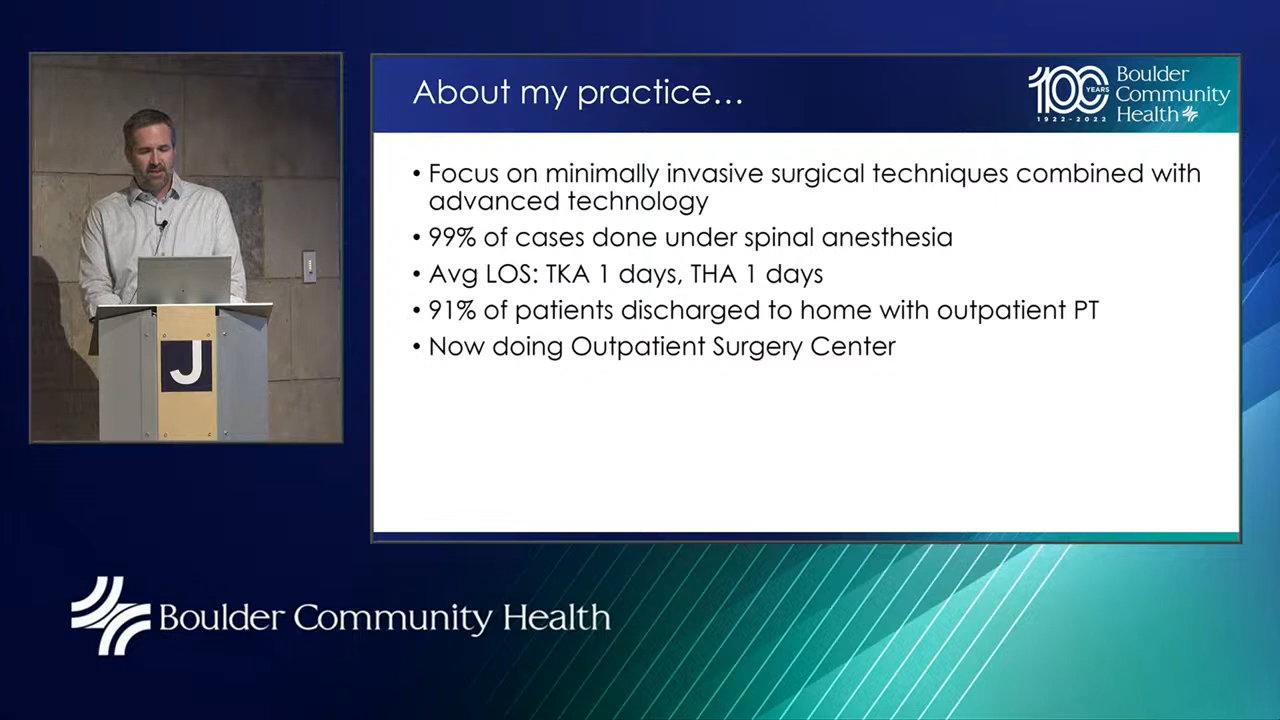 About my practice…
100
YEARS
1922-2022
Boulder
Community
Health
• Focus on minimally invasive surgical techniques combined with
advanced technology
• 99% of cases done under spinal anesthesia
• Avg LOS: TKA 1 days, THA 1 days
• 91% of patients discharged to home with outpatient PT
• Now doing Outpatient Surgery Center
J
Boulder Community Health